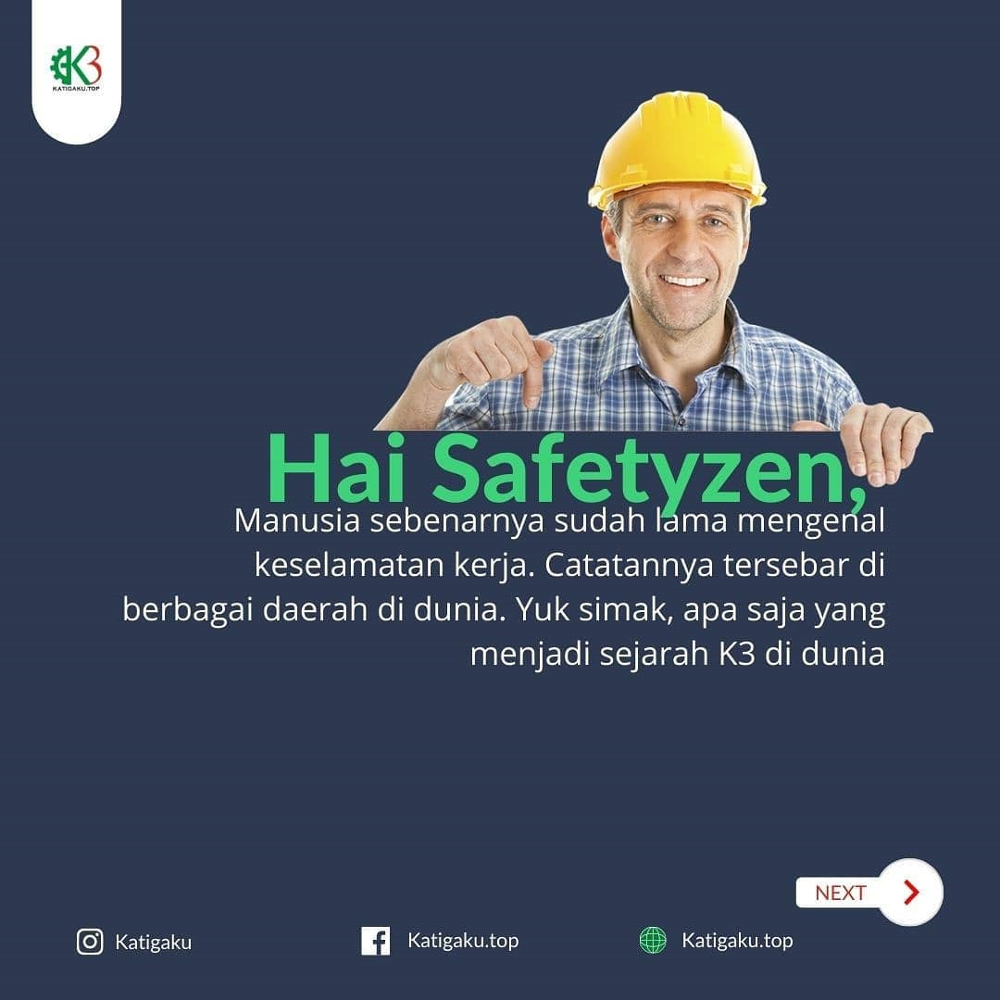 K3
KATIGAKU.TOP
Hai Safetyzen,
Manusia sebenarnya sudah lama mengenal
keselamatan kerja. Catatannya tersebar di
berbagai daerah di dunia. Yuk simak, apa saja yang
menjadi sejarah K3 di dunia
NEXT
Katigaku
Katigaku.top
Katigaku.top